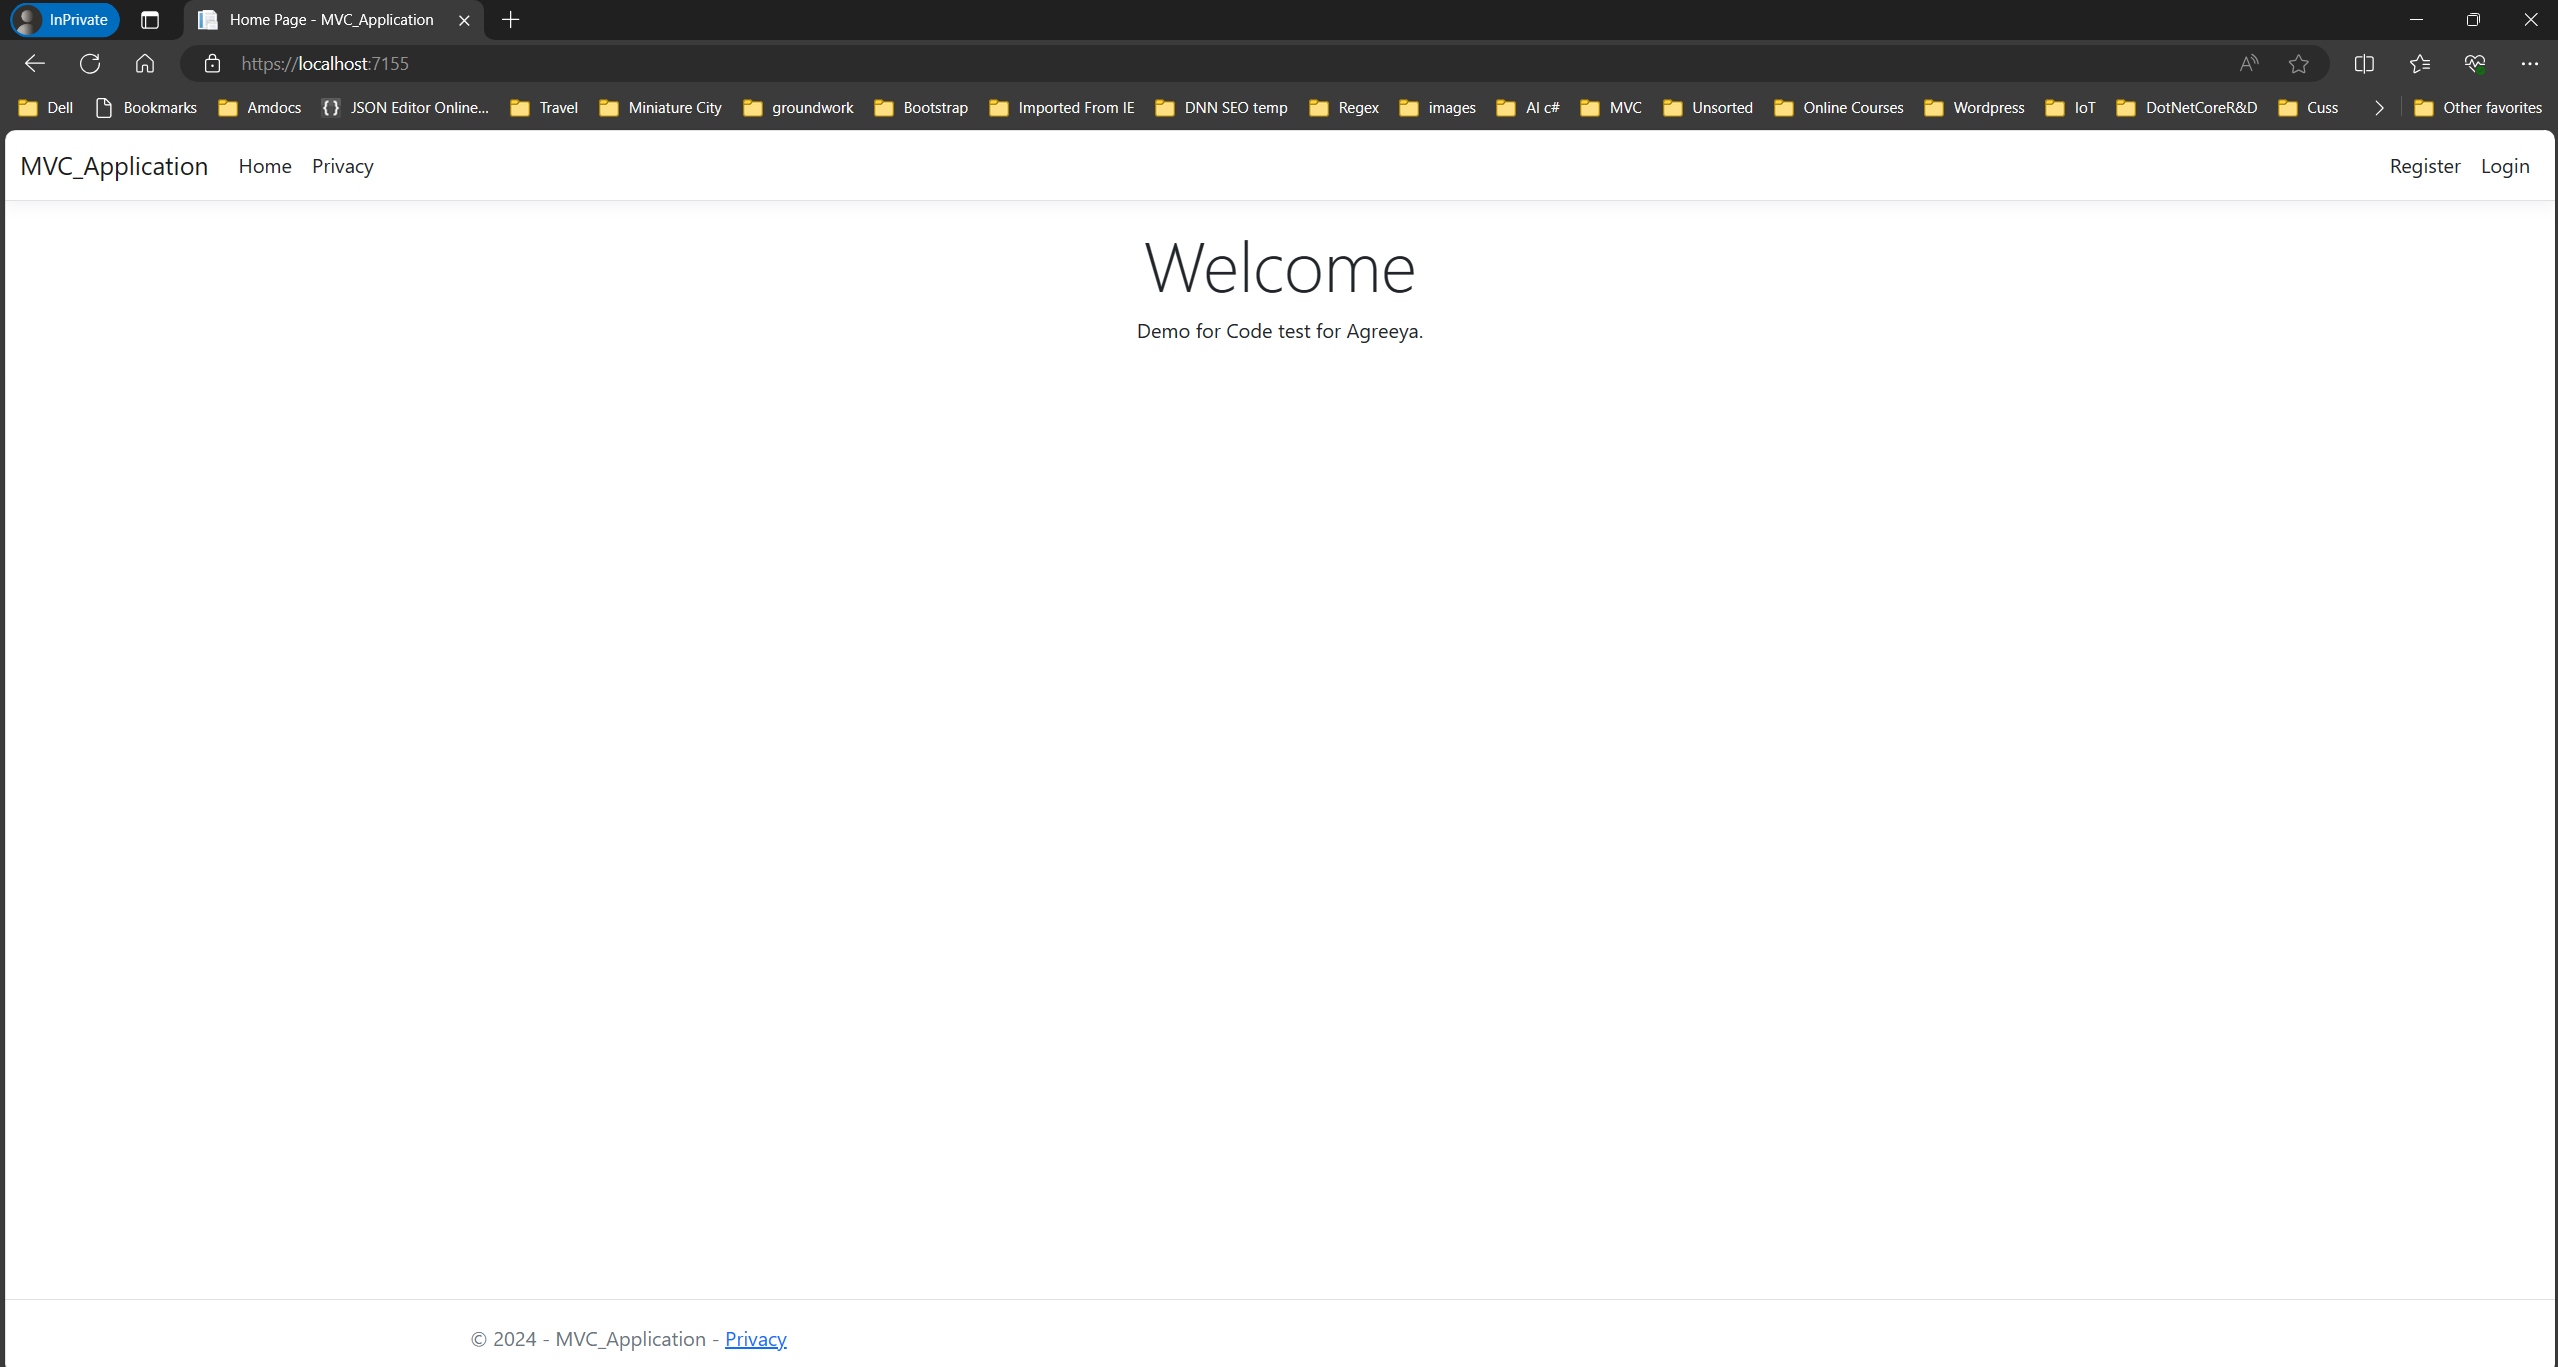 InPrivate Home Page - MVC_Application
https://localhost:7155
Dell Bookmarks Amdocs JSON Editor Online... Travel Miniature City groundwork Bootstrap Imported From IE DNN SEO temp Regex images AI c# MVC Unsorted Online Courses Wordpress IoT DotNetCoreR&D Cuss Other favorites
MVC_Application Home Privacy Register Login
Welcome
Demo for Code test for Agreeya.
© 2024 - MVC_Application - Privacy